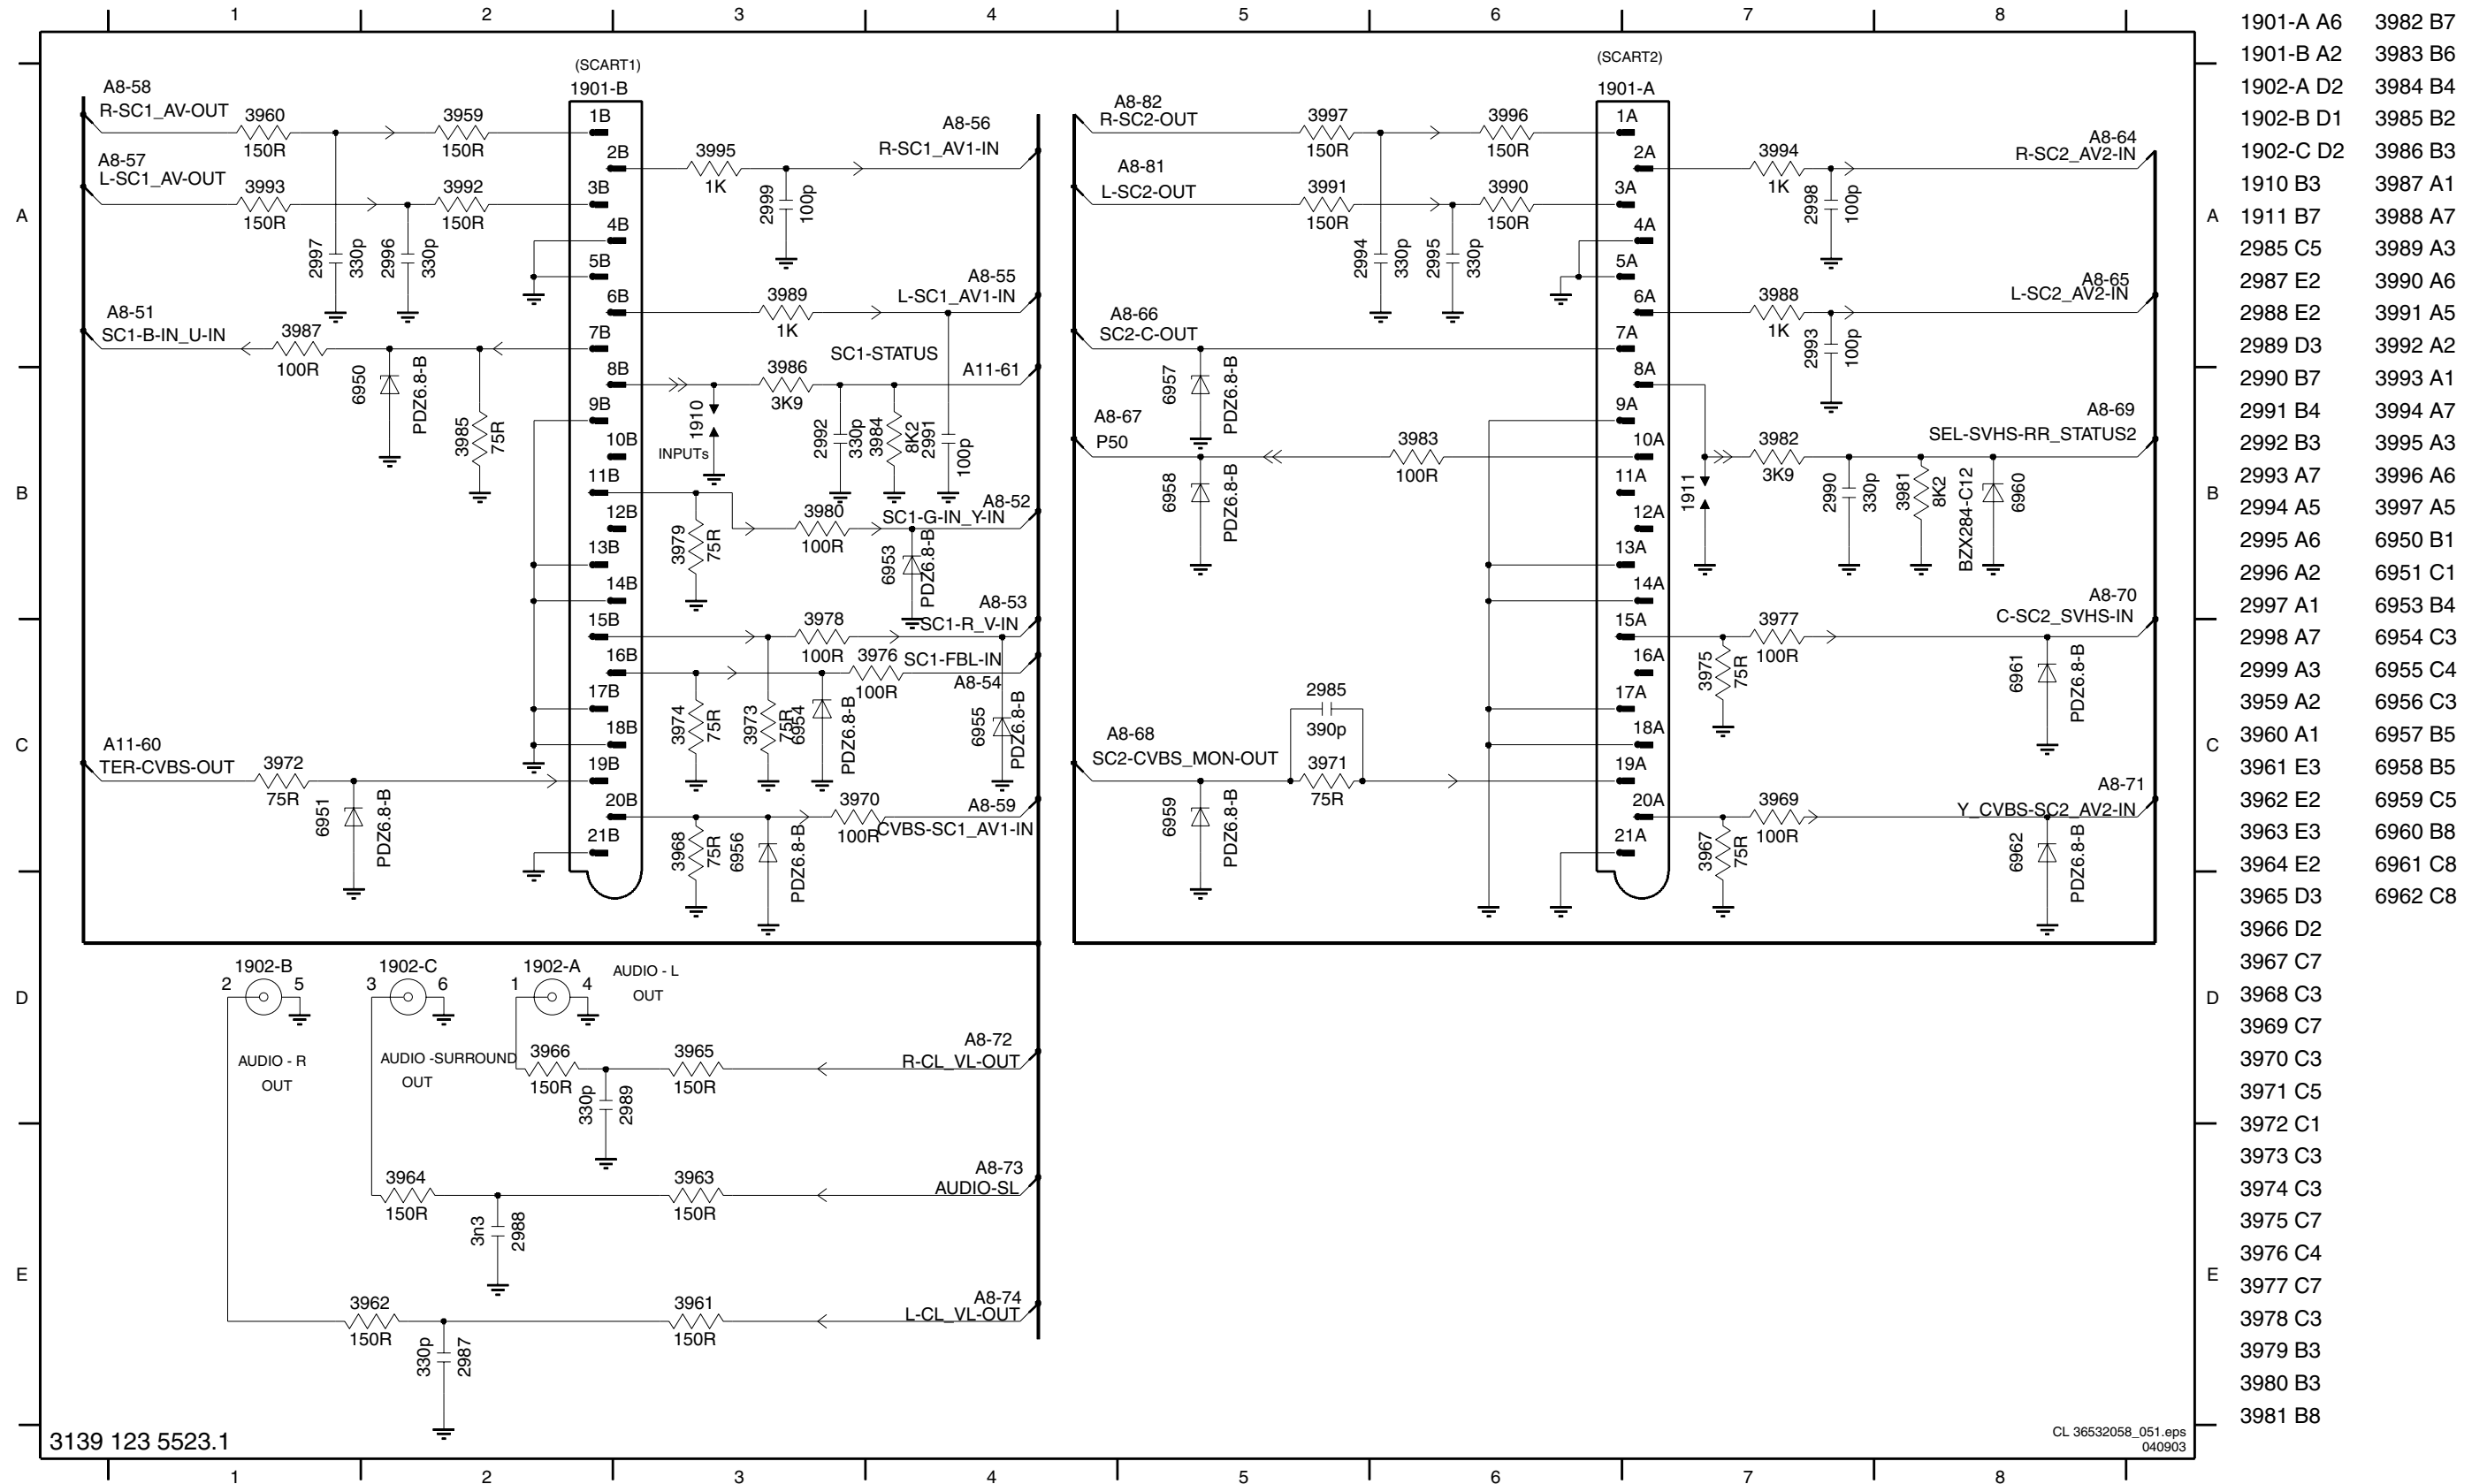 1 2 3 4 5 6 7 8
(SCART1)
1901-B
A8-58
R-SC1_AV-OUT
3960
150R
3959
150R
A8-57
L-SC1_AV-OUT
3993
150R
3992
150R
2997
330p
2996
330p
A8-51
SC1-B-IN_U-IN
3987
100R
6950
PDZ6.8-B
3985
75R
A11-60
TER-CVBS-OUT
3972
75R
6951
PDZ6.8-B
1B
2B
3B
4B
5B
6B
7B
8B
9B
10B
11B
12B
13B
14B
15B
16B
17B
18B
19B
20B
21B
A8-56
R-SC1_AV1-IN
3995
1K
2999
100p
A8-55
L-SC1_AV1-IN
3989
1K
SC1-STATUS
A11-61
3986
3K9
1910
INPUTs
2992
330p
3984
8K2
2991
100p
A8-52
SC1-G-IN_Y-IN
3980
100R
3979
75R
6953
PDZ6.8-B
A8-53
SC1-R_V-IN
3978
100R
3976
100R
SC1-FBL-IN
A8-54
3974
75R
3973
75R
6954
PDZ6.8-B
6955
PDZ6.8-B
3970
100R
A8-59
CVBS-SC1_AV1-IN
3968
75R
6956
PDZ6.8-B
(SCART2)
1901-A
A8-82
R-SC2-OUT
3997
150R
3996
150R
A8-81
L-SC2-OUT
3991
150R
3990
150R
2994
330p
2995
330p
A8-66
SC2-C-OUT
6957
PDZ6.8-B
A8-67
P50
3983
100R
6958
PDZ6.8-B
2985
390p
A8-68
SC2-CVBS_MON-OUT
3971
75R
6959
PDZ6.8-B
1A
2A
3A
4A
5A
6A
7A
8A
9A
10A
11A
12A
13A
14A
15A
16A
17A
18A
19A
20A
21A
A8-64
R-SC2_AV2-IN
3994
1K
2998
100p
A8-65
L-SC2_AV2-IN
3988
1K
2993
100p
A8-69
SEL-SVHS-RR_STATUS2
3982
3K9
1911
2990
330p
3981
8K2
BZX284-C12
6960
A8-70
C-SC2_SVHS-IN
3977
100R
3975
75R
6961
PDZ6.8-B
A8-71
Y_CVBS-SC2_AV2-IN
3969
100R
3967
75R
6962
PDZ6.8-B
1902-B
2 5
AUDIO - R
OUT
1902-C
3 6
AUDIO -SURROUND
OUT
1902-A
1 4
AUDIO - L
OUT
3966
150R
3965
150R
A8-72
R-CL_VL-OUT
330p
2989
3964
150R
3963
150R
A8-73
AUDIO-SL
3n3
2988
3962
150R
3961
150R
A8-74
L-CL_VL-OUT
330p
2987
A A
B B
C C
D D
E E
3139 123 5523.1
CL 36532058_051.eps
040903
1 2 3 4 5 6 7 8
1901-A A6
1901-B A2
1902-A D2
1902-B D1
1902-C D2
1910 B3
1911 B7
2985 C5
2987 E2
2988 E2
2989 D3
2990 B7
2991 B4
2992 B3
2993 A7
2994 A5
2995 A6
2996 A2
2997 A1
2998 A7
2999 A3
3959 A2
3960 A1
3961 E3
3962 E2
3963 E3
3964 E2
3965 D3
3966 D2
3967 C7
3968 C3
3969 C7
3970 C3
3971 C5
3972 C1
3973 C3
3974 C3
3975 C7
3976 C4
3977 C7
3978 C3
3979 B3
3980 B3
3981 B8
3982 B7
3983 B6
3984 B4
3985 B2
3986 B3
3987 A1
3988 A7
3989 A3
3990 A6
3991 A5
3992 A2
3993 A1
3994 A7
3995 A3
3996 A6
3997 A5
6950 B1
6951 C1
6953 B4
6954 C3
6955 C4
6956 C3
6957 B5
6958 B5
6959 C5
6960 B8
6961 C8
6962 C8